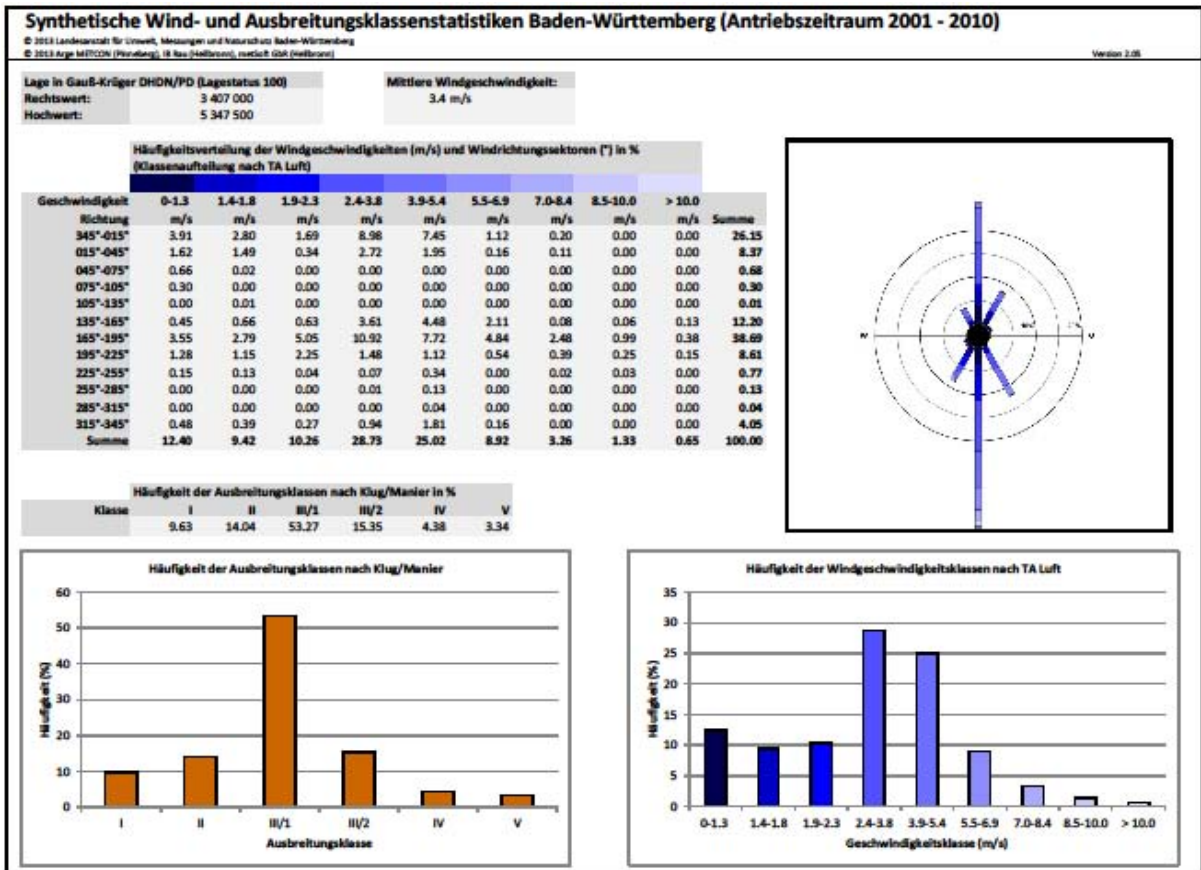 Synthetische Wind- und Ausbreitungsklassenstatistiken Baden-Württemberg (Antriebszeitraum 2001 - 2010)
© 2013 Landesanstalt für Umwelt, Messungen und Naturschutz Baden-Württemberg
© 2013 Arge METCON (Pinneberg), IB Rau (Heilbronn), metSoft GbR (Heilbronn)
Version 2.05
Lage in Gauß-Krüger DHDN/PD (Lagestatus 100)
Mittlere Windgeschwindigkeit:
Rechtswert: 3 407 000
3.4 m/s
Hochwert: 5 347 500
Häufigkeitsverteilung der Windgeschwindigkeiten (m/s) und Windrichtungssektoren (°) in %
(Klassenaufteilung nach TA Luft)
Geschwindigkeit 0-1.3 1.4-1.8 1.9-2.3 2.4-3.8 3.9-5.4 5.5-6.9 7.0-8.4 8.5-10.0 > 10.0
Richtung m/s m/s m/s m/s m/s m/s m/s m/s m/s Summe
345°-015° 3.91 2.80 1.69 8.98 7.45 1.12 0.20 0.00 0.00 26.15
015°-045° 1.62 1.49 0.34 2.72 1.95 0.16 0.11 0.00 0.00 8.37
045°-075° 0.66 0.02 0.00 0.00 0.00 0.00 0.00 0.00 0.00 0.68
075°-105° 0.30 0.00 0.00 0.00 0.00 0.00 0.00 0.00 0.00 0.30
105°-135° 0.00 0.01 0.00 0.00 0.00 0.00 0.00 0.00 0.00 0.01
135°-165° 0.45 0.66 0.63 3.61 4.48 2.11 0.08 0.06 0.13 12.20
165°-195° 3.55 2.79 5.05 10.92 7.72 4.84 2.48 0.99 0.38 38.69
195°-225° 1.28 1.15 2.25 1.48 1.12 0.54 0.39 0.25 0.15 8.61
225°-255° 0.15 0.13 0.04 0.07 0.34 0.00 0.02 0.03 0.00 0.77
255°-285° 0.00 0.00 0.00 0.01 0.13 0.00 0.00 0.00 0.00 0.13
285°-315° 0.00 0.00 0.00 0.00 0.04 0.00 0.00 0.00 0.00 0.04
315°-345° 0.48 0.39 0.27 0.94 1.81 0.16 0.00 0.00 0.00 4.05
Summe 12.40 9.42 10.26 28.73 25.02 8.92 3.26 1.33 0.65 100.00
Häufigkeit der Ausbreitungsklassen nach Klug/Manier in %
Klasse I II III/1 III/2 IV V
9.63 14.04 53.27 15.35 4.38 3.34
Häufigkeit der Ausbreitungsklassen nach Klug/Manier
Häufigkeit (%)
60
50
40
30
20
10
0
I II III/1 III/2 IV V
Ausbreitungsklasse
Häufigkeit der Windgeschwindigkeitsklassen nach TA Luft
Häufigkeit (%)
35
30
25
20
15
10
5
0
0-1.3 1.4-1.8 1.9-2.3 2.4-3.8 3.9-5.4 5.5-6.9 7.0-8.4 8.5-10.0 > 10.0
Geschwindigkeitsklasse (m/s)